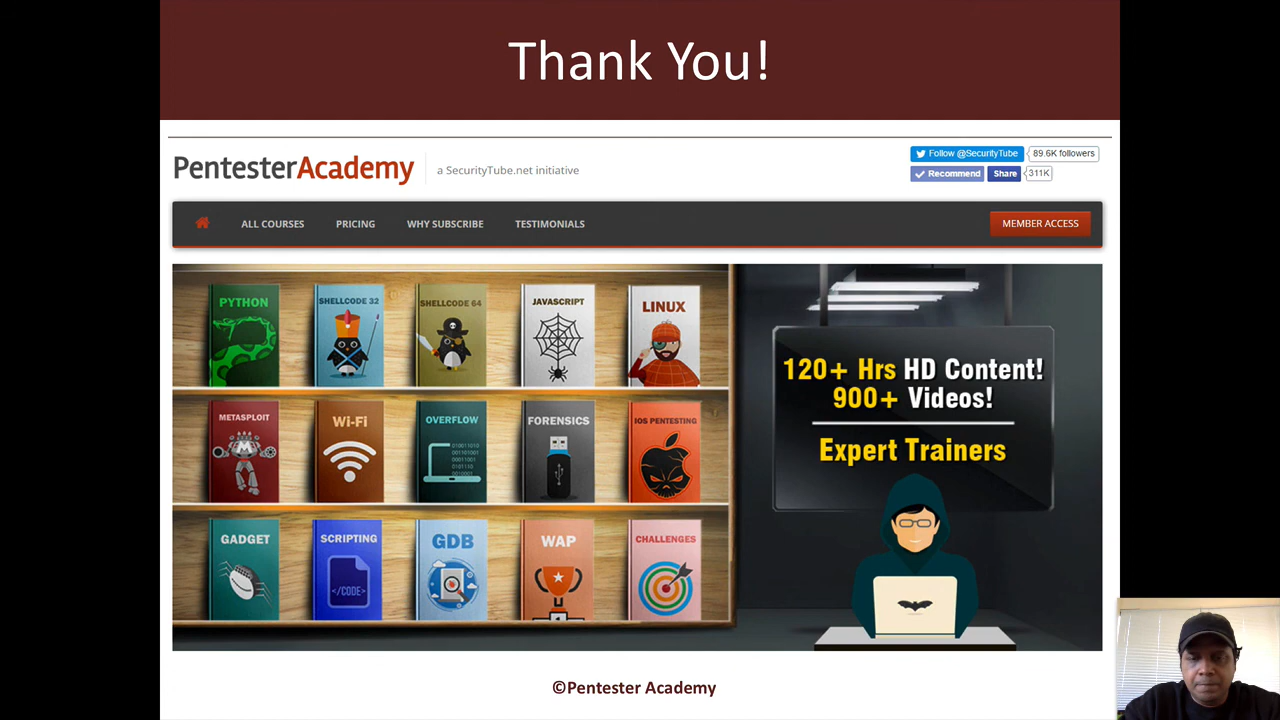 Thank You!
PentesterAcademy
a SecurityTube.net initiative
Follow @SecurityTube
89.6K followers
Recommend
Share
311K
ALL COURSES
PRICING
WHY SUBSCRIBE
TESTIMONIALS
MEMBER ACCESS
PYTHON
SHELLCODE 32
SHELLCODE 64
JAVASCRIPT
LINUX
120+ Hrs HD Content!
900+ Videos!
Expert Trainers
METASPLOIT
Wi-Fi
OVERFLOW
FORENSICS
IOS PENTESTING
GADGET
SCRIPTING
</CODE>
GDB
WAP
CHALLENGES
©Pentester Academy